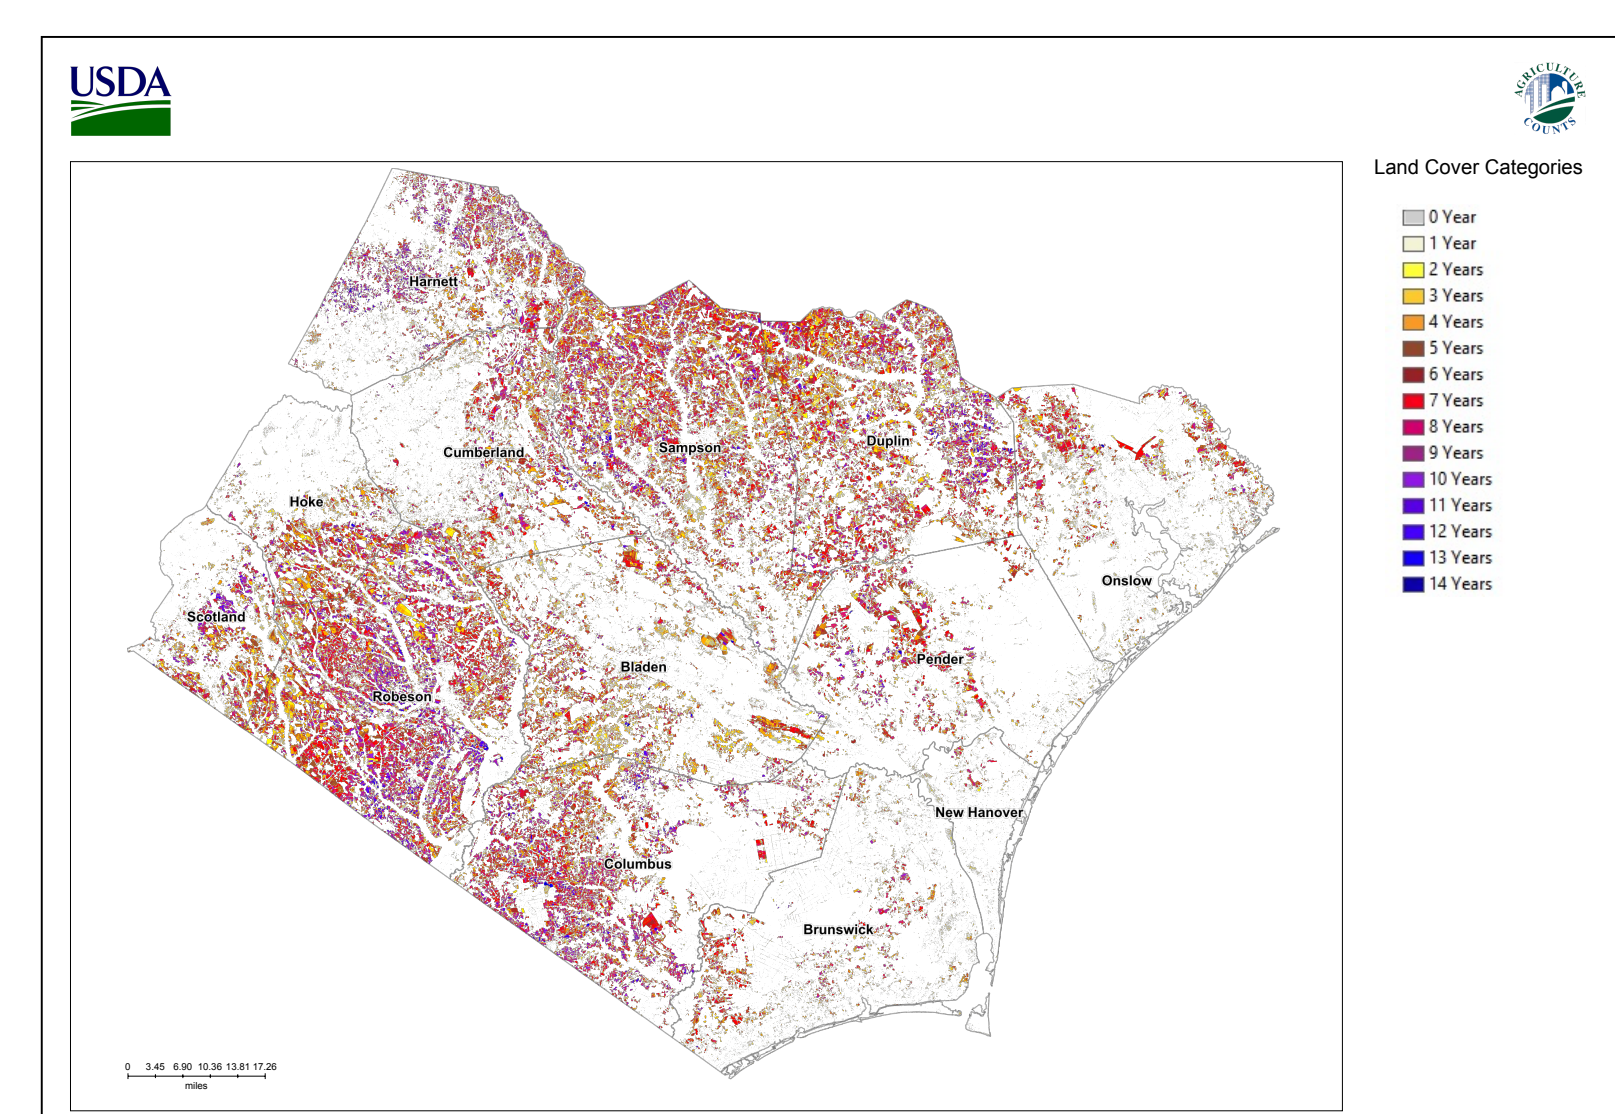 USDA
AGRICULTURE
COUNTS
Land Cover Categories
0 Year
1 Year
2 Years
3 Years
4 Years
5 Years
6 Years
7 Years
8 Years
9 Years
10 Years
11 Years
12 Years
13 Years
14 Years
Harnett
Cumberland
Sampson
Duplin
Hoke
Onslow
Scotland
Bladen
Pender
Robeson
New Hanover
Columbus
Brunswick
0 3.45 6.90 10.36 13.81 17.26
miles